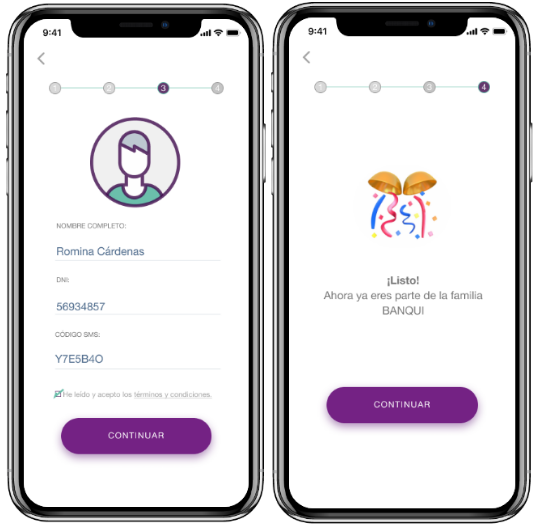 9:41
1
2
3
4
NOMBRE COMPLETO:
Romina Cárdenas
DNI:
56934857
CÓDIGO SMS:
Y7E5B4O
He leído y acepto los términos y condiciones.
CONTINUAR
9:41
1
2
3
4
¡Listo!
Ahora ya eres parte de la familia
BANQUI
CONTINUAR